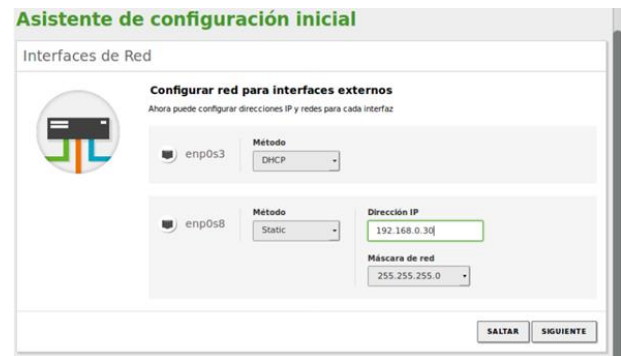 Asistente de configuración inicial
Interfaces de Red
Configurar red para interfaces externos
Ahora puede configurar direcciones IP y redes para cada interfaz
enp0s3
Método
DHCP
enp0s8
Método
Static
Dirección IP
192.168.0.30
Máscara de red
255.255.255.0
SALTAR
SIGUIENTE